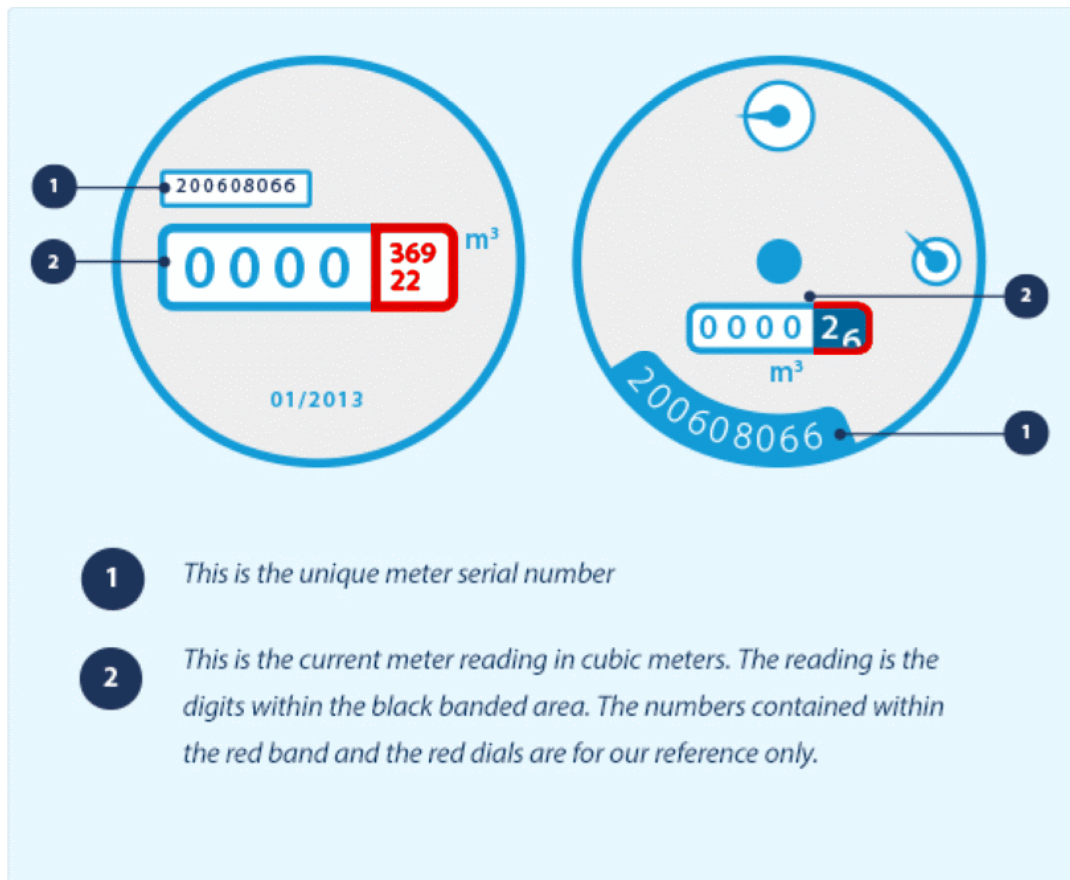 1
200608066
2
0000
369
22
m³
01/2013
2
0000
26
m³
200608066
1
1
This is the unique meter serial number
2
This is the current meter reading in cubic meters. The reading is the
digits within the black banded area. The numbers contained within
the red band and the red dials are for our reference only.